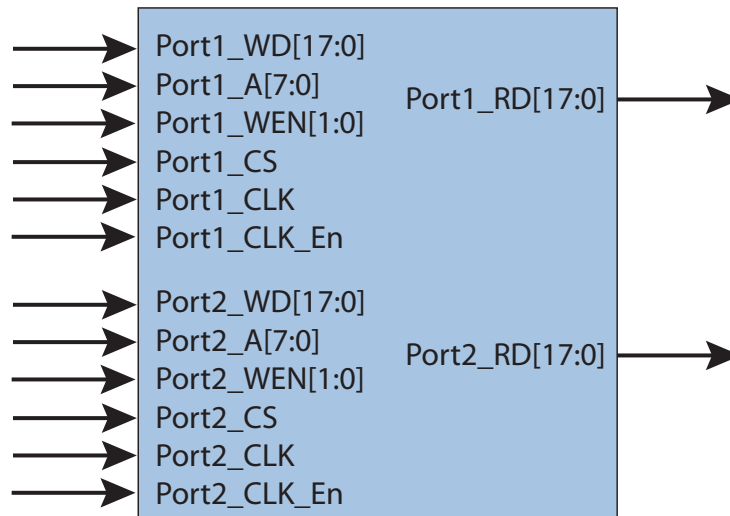 Port1_WD[17:0]
Port1_A[7:0]
Port1_WEN[1:0]
Port1_CS
Port1_CLK
Port1_CLK_En
Port1_RD[17:0]
Port2_WD[17:0]
Port2_A[7:0]
Port2_WEN[1:0]
Port2_CS
Port2_CLK
Port2_CLK_En
Port2_RD[17:0]